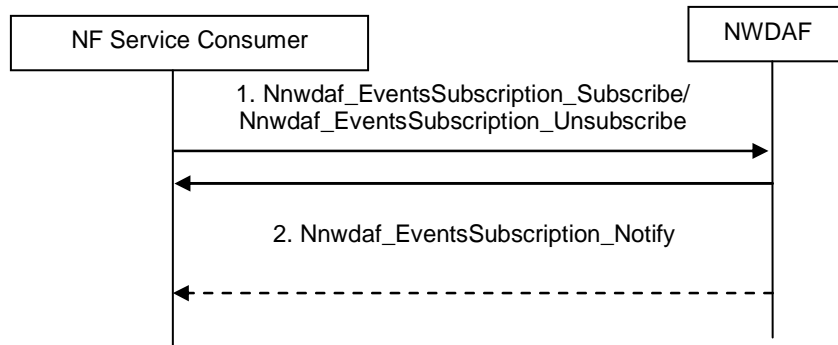 NF Service Consumer
NWDAF
1. Nnwdaf_EventsSubscription_Subscribe/
Nnwdaf_EventsSubscription_Unsubscribe
2. Nnwdaf_EventsSubscription_Notify